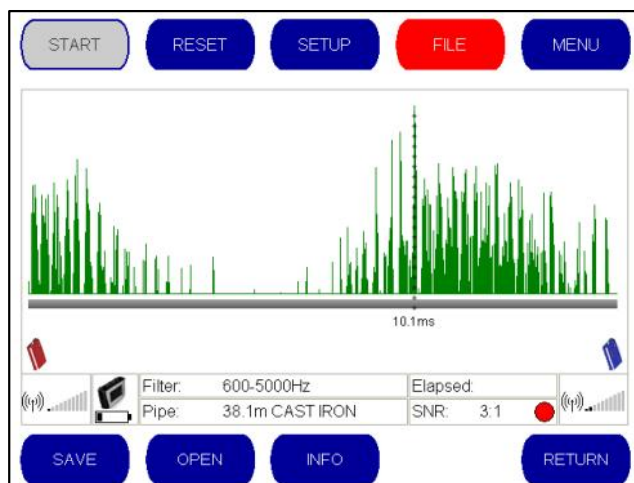 START RESET SETUP FILE MENU
10.1ms
Filter: 600-5000Hz Elapsed:
Pipe: 38.1m CAST IRON SNR: 3:1
SAVE OPEN INFO RETURN